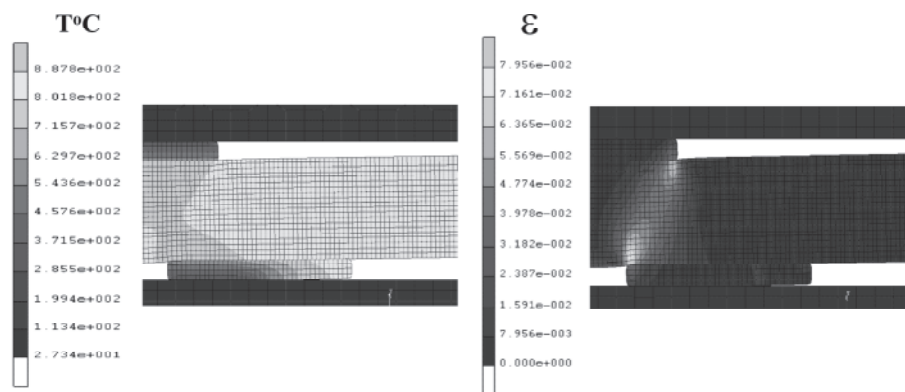 T°C
8.878e+002
8.018e+002
7.157e+002
6.297e+002
5.436e+002
4.576e+002
3.715e+002
2.855e+002
1.994e+002
1.134e+002
2.734e+001
ε
7.956e-002
7.161e-002
6.365e-002
5.569e-002
4.774e-002
3.978e-002
3.182e-002
2.387e-002
1.591e-002
7.956e-003
0.000e+000